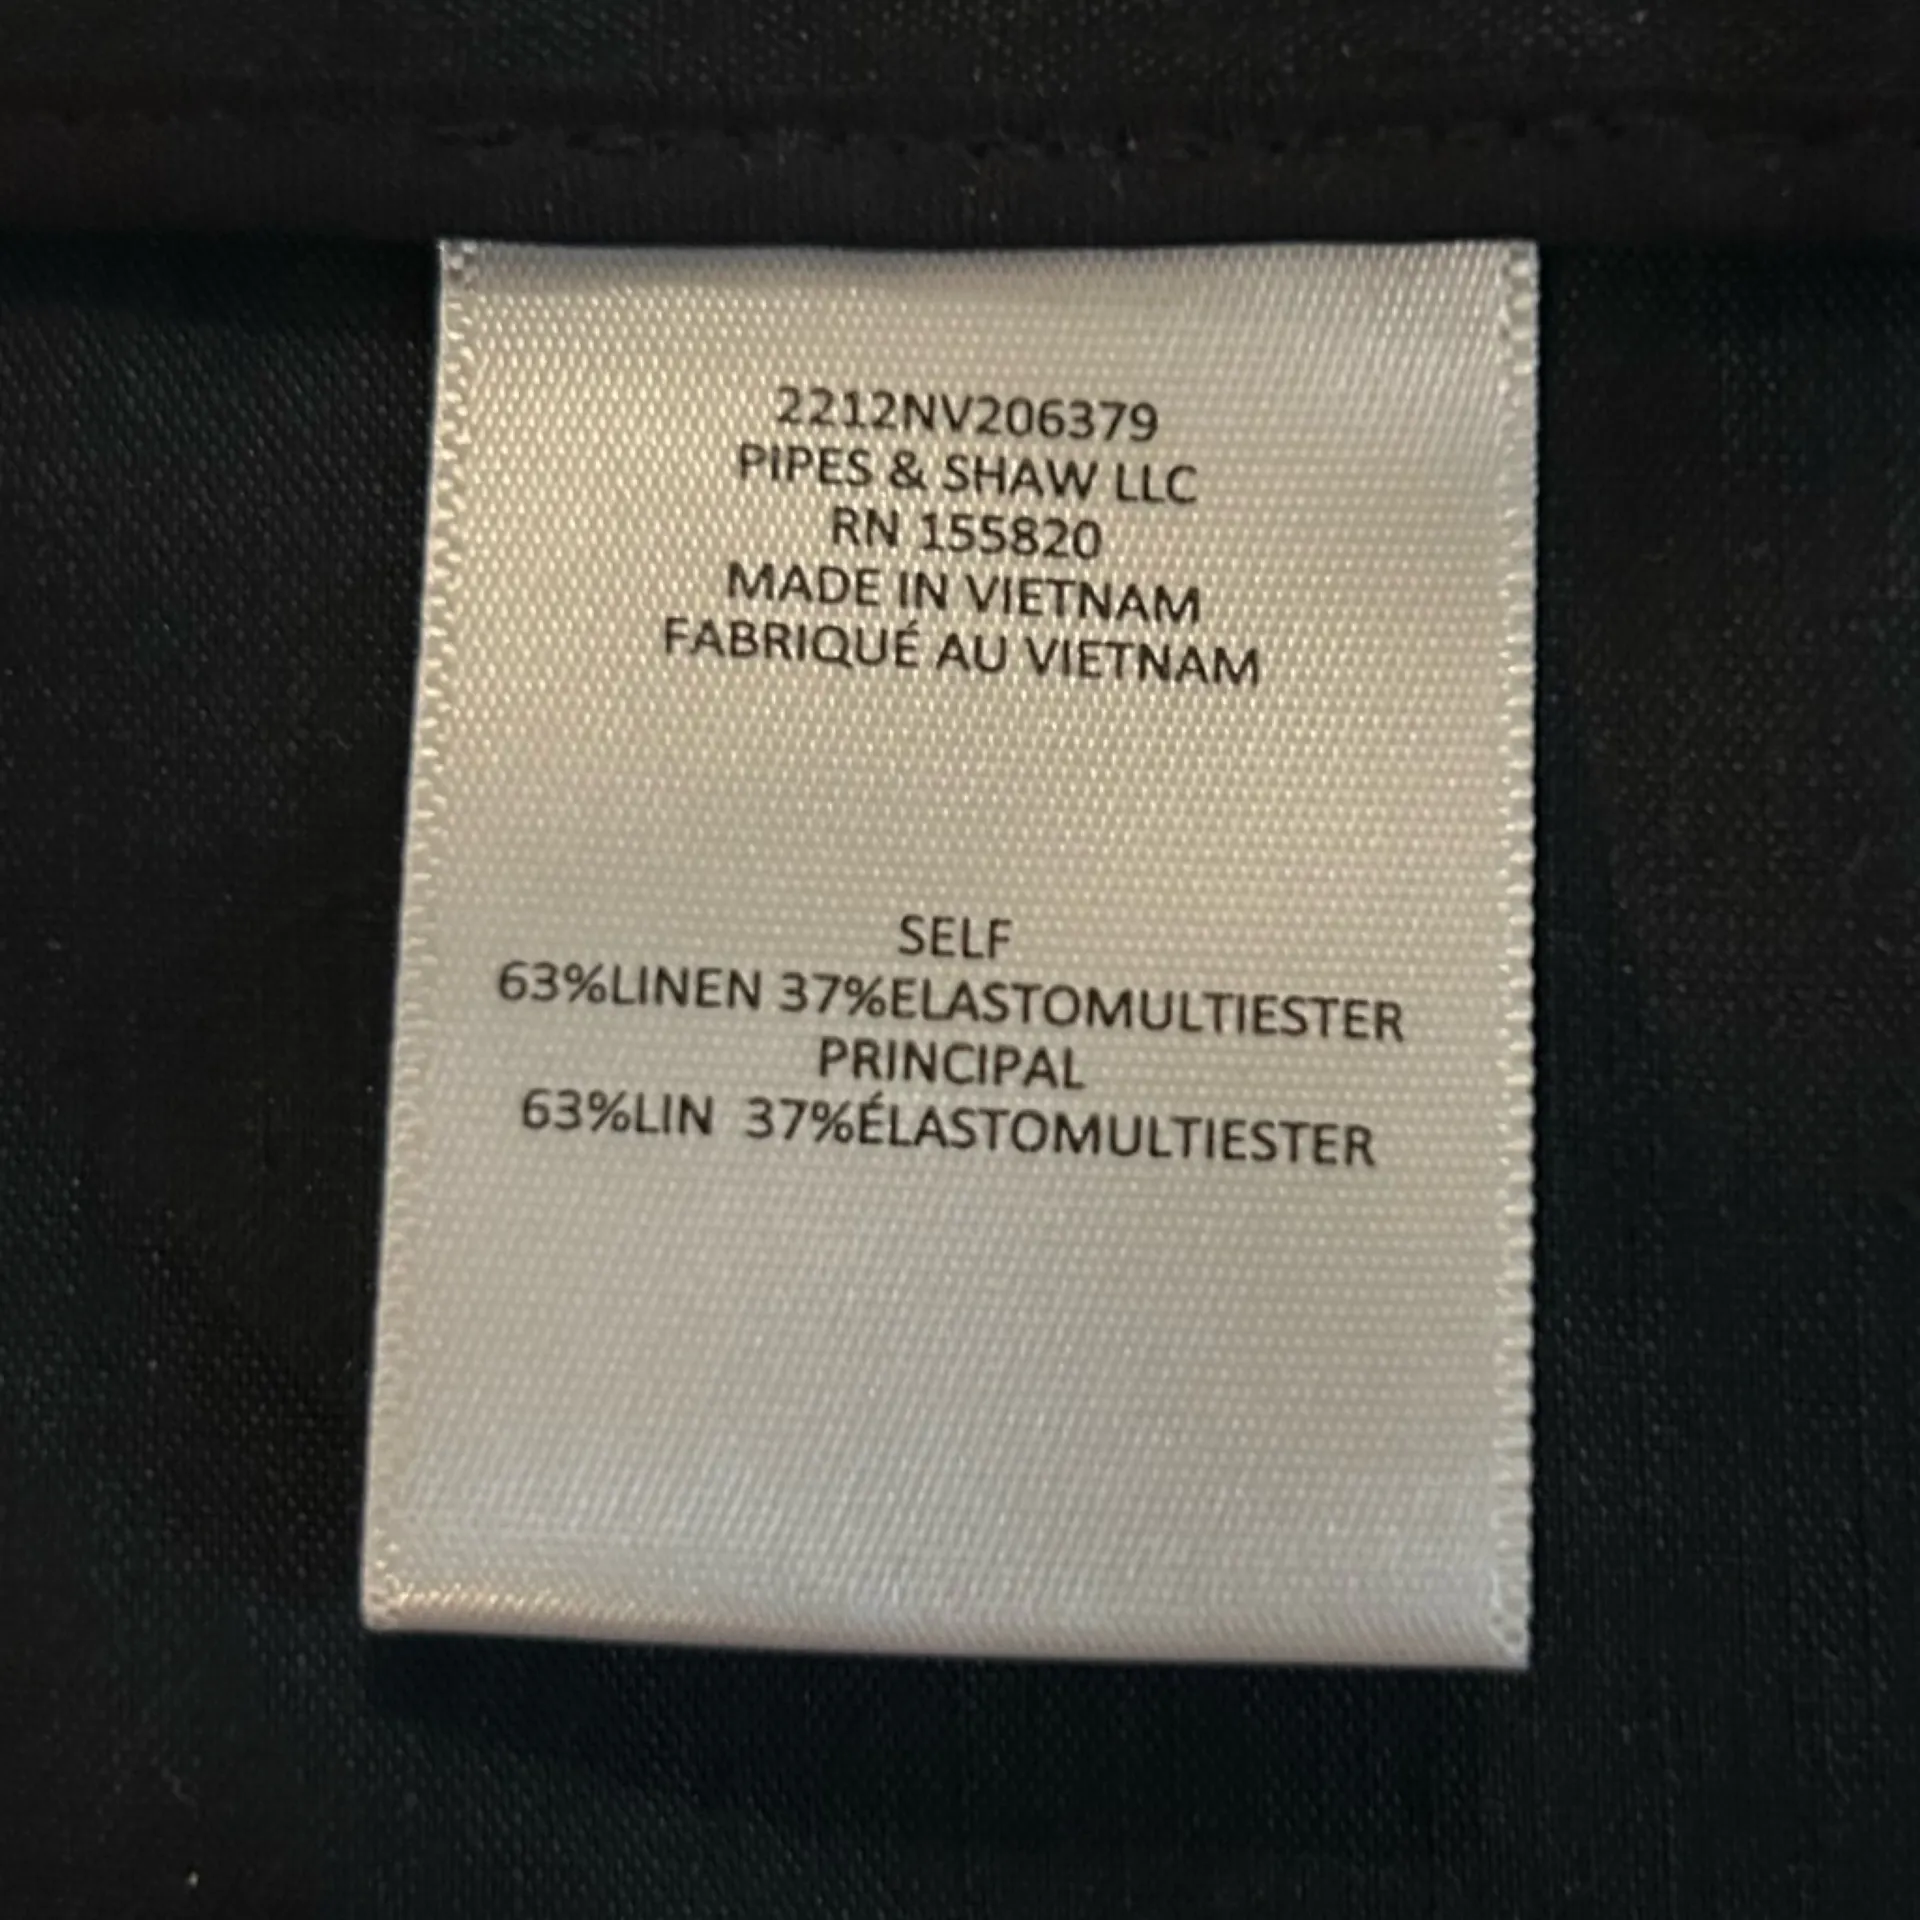 2212NV206379
PIPES & SHAW LLC
RN 155820
MADE IN VIETNAM
FABRIQUÉ AU VIETNAM
SELF
63%LINEN 37%ELASTOMULTIESTER
PRINCIPAL
63%LIN 37%ÉLASTOMULTIESTER